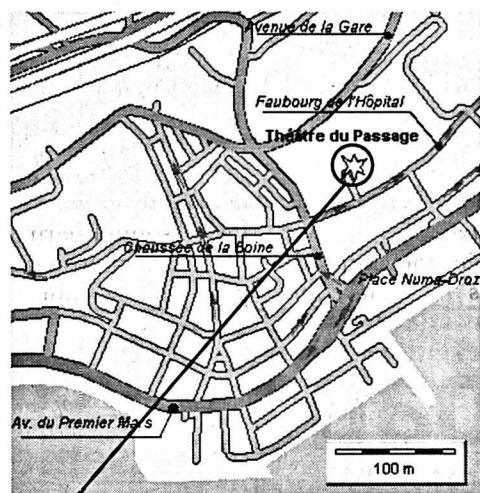 Avenue de la Gare
Faubourg de l'Hôpital
Théâtre du Passage
Chaussée de la Boine
Place Numa-Droz
Av. du Premier Mars
100 m